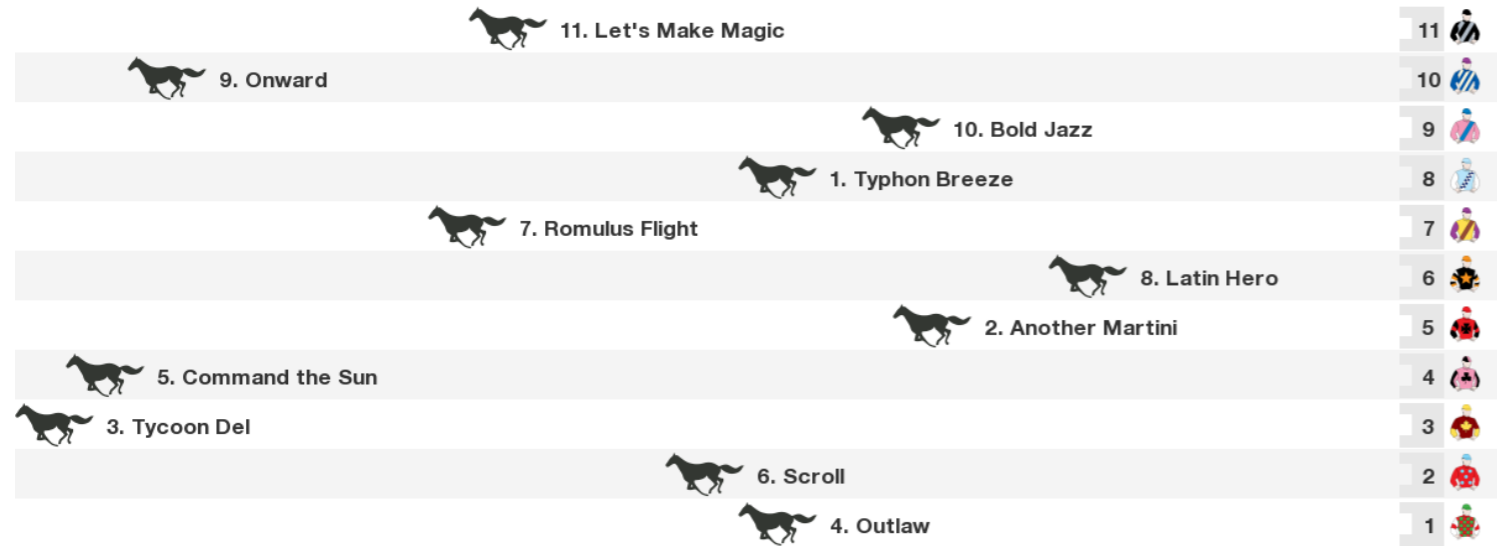 11. Let's Make Magic 11
9. Onward 10
10. Bold Jazz 9
1. Typhon Breeze 8
7. Romulus Flight 7
8. Latin Hero 6
2. Another Martini 5
5. Command the Sun 4
3. Tycoon Del 3
6. Scroll 2
4. Outlaw 1